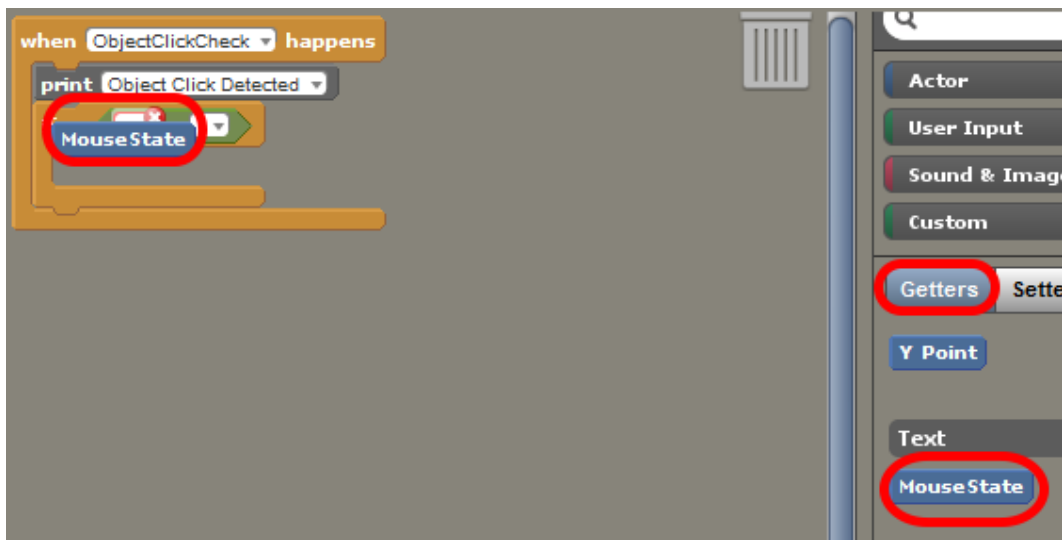 when ObjectClickCheck happens
print Object Click Detected
MouseState
Actor
User Input
Sound & Imag
Custom
Getters Sette
Y Point
Text
MouseState